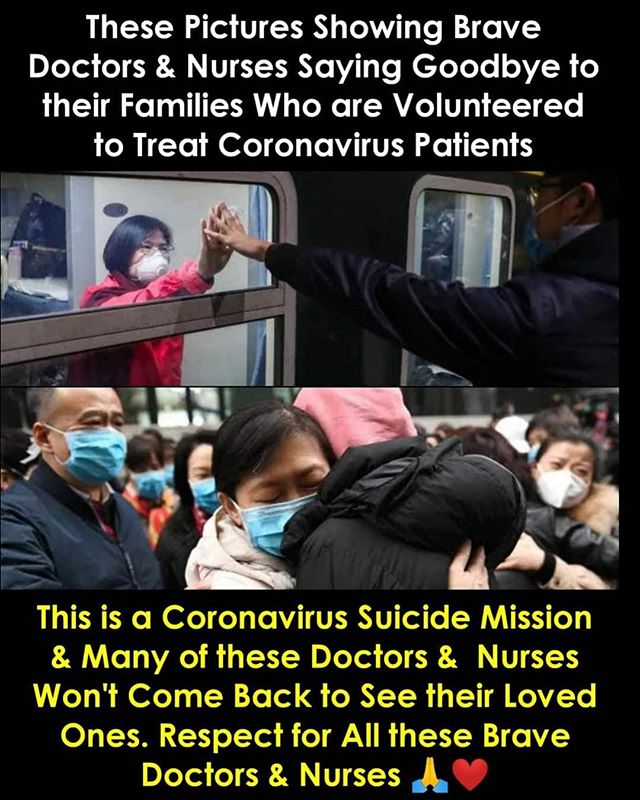 These Pictures Showing Brave
Doctors & Nurses Saying Goodbye to
their Families Who are Volunteered
to Treat Coronavirus Patients
This is a Coronavirus Suicide Mission
& Many of these Doctors & Nurses
Won't Come Back to See their Loved
Ones. Respect for All these Brave
Doctors & Nurses 🙏❤️